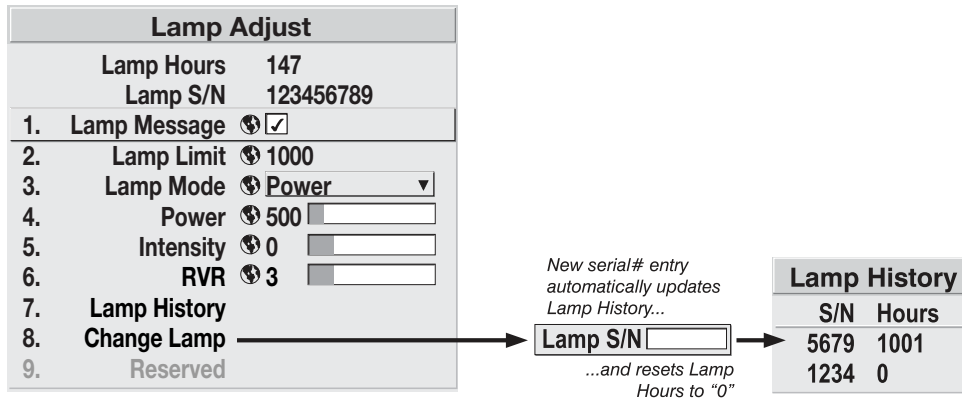 Lamp Adjust
Lamp Hours 147
Lamp S/N 123456789
1. Lamp Message ✓
2. Lamp Limit 1000
3. Lamp Mode Power ▼
4. Power 500
5. Intensity 0
6. RVR 3
7. Lamp History
8. Change Lamp
9. Reserved
New serial# entry
automatically updates
Lamp History...
Lamp S/N
...and resets Lamp
Hours to “0”
Lamp History
S/N Hours
5679 1001
1234 0